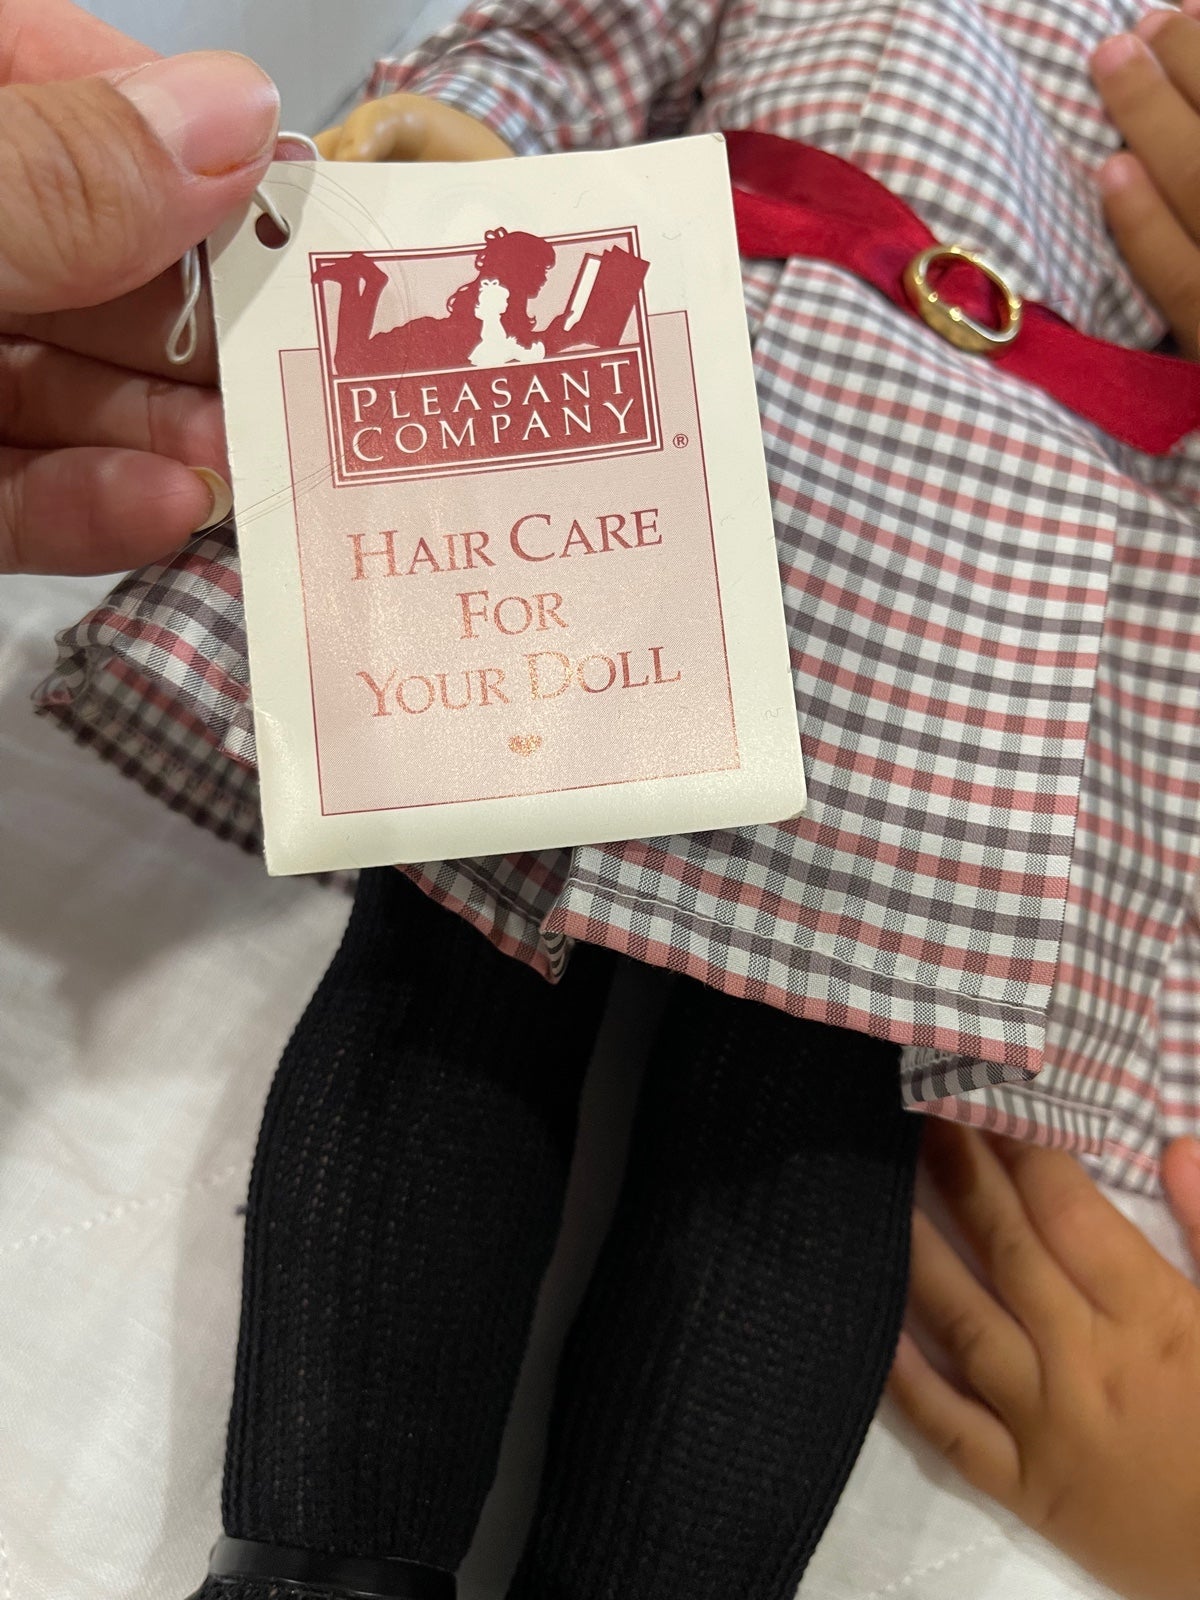 PLEASANT
COMPANY
®
HAIR CARE
FOR
YOUR DOLL